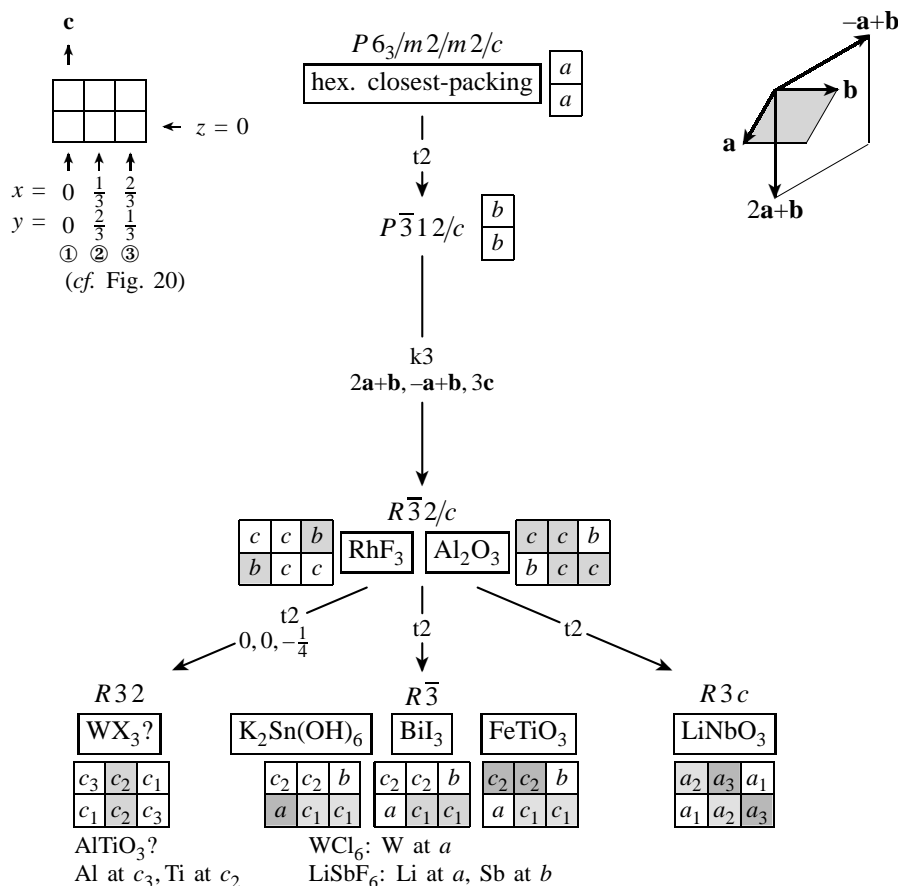 c
P6₃/m2/m2/c
hex. closest-packing
a
a
z = 0
x = 0 1/3 2/3
y = 0 2/3 1/3
① ② ③
(cf. Fig. 20)
–a+b
b
a
2a+b
t2
P3̅12/c
b
b
k3
2a+b, –a+b, 3c
R3̅2/c
c c b
b c c
RhF₃
Al₂O₃
c c b
b c c
t2
0, 0, –1/4
t2
t2
R32
WX₃?
c₃ c₂ c₁
c₁ c₂ c₃
AlTiO₃?
Al at c₃, Ti at c₂
R3̅
K₂Sn(OH)₆
BiI₃
FeTiO₃
c₂ c₂ b
a c₁ c₁
c₂ c₂ b
a c₁ c₁
c₂ c₂ b
a c₁ c₁
WCl₆: W at a
LiSbF₆: Li at a, Sb at b
R3c
LiNbO₃
a₂ a₃ a₁
a₁ a₂ a₃